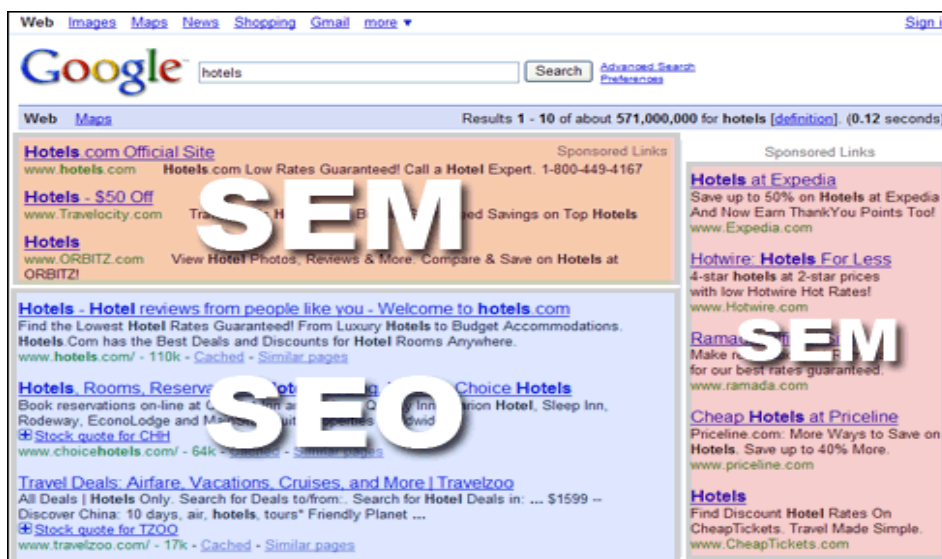 Web Images Maps News Shopping Gmail more ▼ Sign i
Google hotels Search Advanced Search
Preferences
Web Maps Results 1 - 10 of about 571,000,000 for hotels [definition]. (0.12 seconds)
Hotels.com Official Site Sponsored Links
www.hotels.com Hotels.com Low Rates Guaranteed! Call a Hotel Expert. 1-800-449-4167
Hotels - $50 Off
www.Travelocity.com Savings on Top Hotels
Hotels
www.ORBITZ.com View Hotel Photos, Reviews & More. Compare & Save on Hotels at
ORBITZ!
SEM
Hotels - Hotel reviews from people like you - Welcome to hotels.com
Find the Lowest Hotel Rates Guaranteed! From Luxury Hotels to Budget Accommodations.
Hotels.Com has the Best Deals and Discounts for Hotel Rooms Anywhere.
www.hotels.com/ - 110k - Cached - Similar pages
Hotels, Rooms, Choice Hotels
Book reservations on-line at Hotel, Sleep Inn,
Rodeway, EconoLodge and
Stock quote for CHH
www.choicehotels.com/ - 64k - Cached - Similar pages
SEO
Travel Deals: Airfare, Vacations, Cruises, and More | Travelzoo
All Deals | Hotels Only. Search for Deals to/from:. Search for Hotel Deals in: ... $1599 --
Discover China: 10 days, air, hotels, tours* Friendly Planet ...
Stock quote for TZOO
www.travelzoo.com/ - 17k - Cached - Similar pages
Sponsored Links
Hotels at Expedia
Save up to 50% on Hotels at Expedia
And Now Earn ThankYou Points Too!
www.Expedia.com
Hotwire: Hotels For Less
4-star hotels at 2-star prices
with low Hotwire Hot Rates!
www.Hotwire.com
Make
for our best rates guaranteed.
www.ramada.com
SEM
Cheap Hotels at Priceline
Priceline.com: More Ways to Save on
Hotels. Save up to 40% More.
www.priceline.com
Hotels
Find Discount Hotel Rates On
CheapTickets. Travel Made Simple.
www.CheapTickets.com